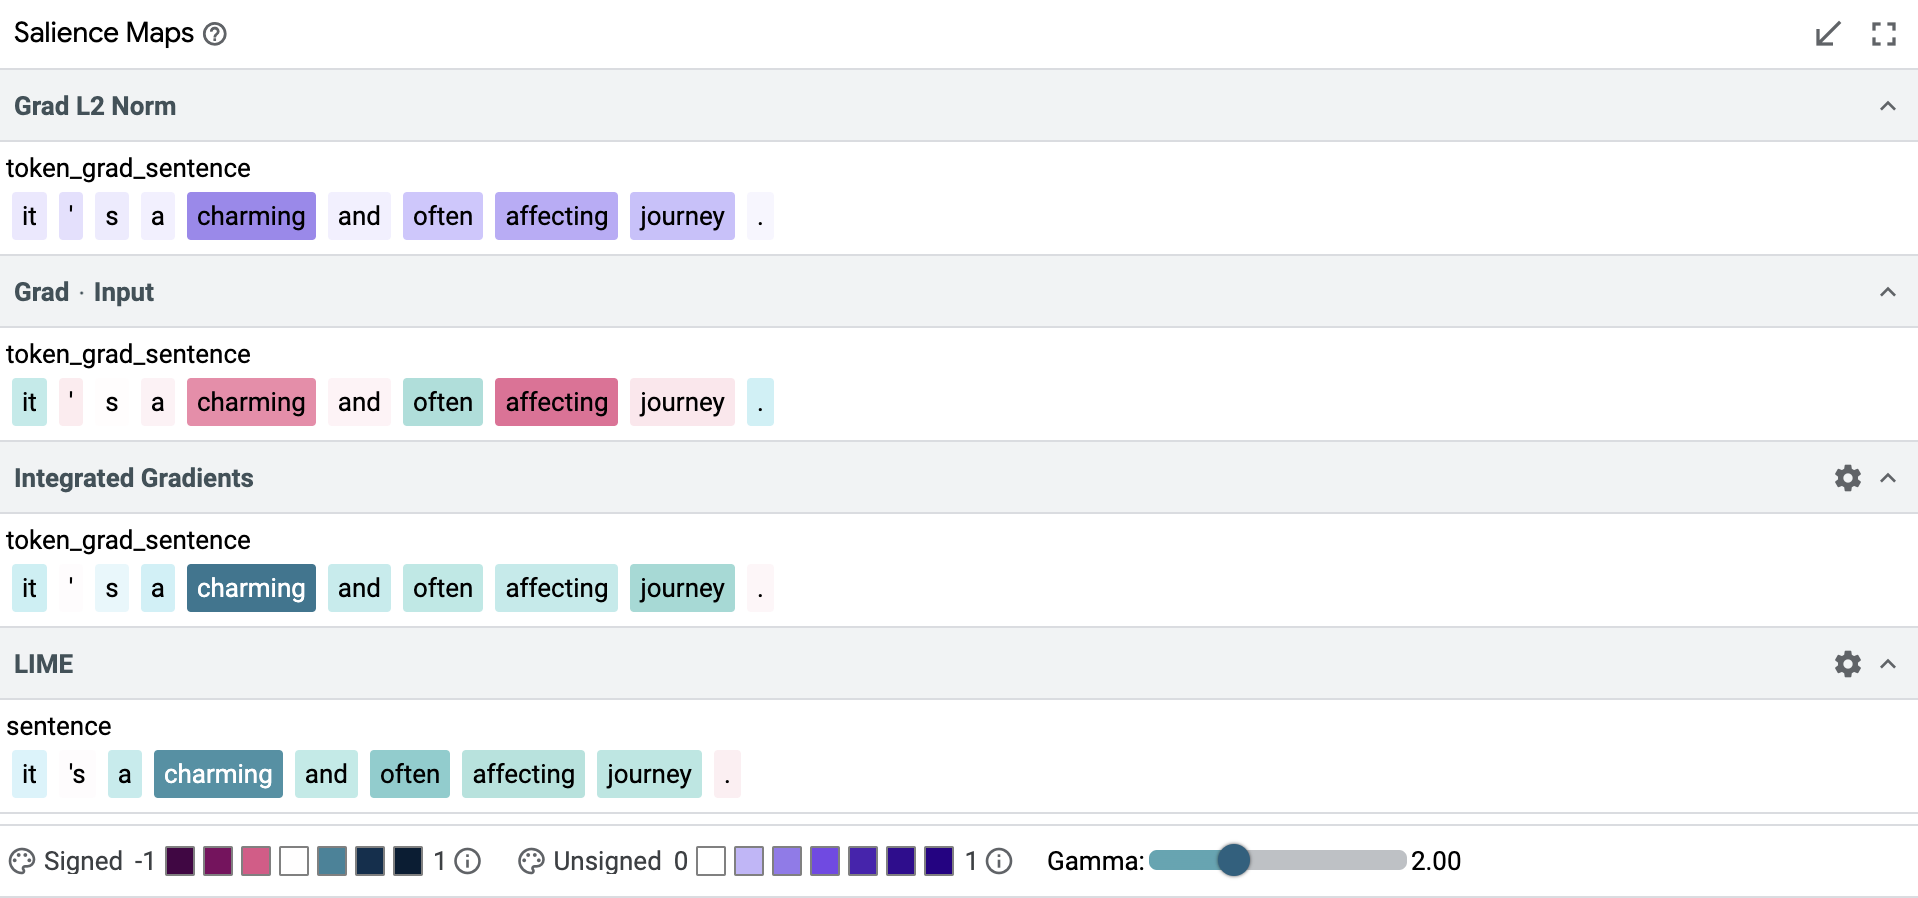 Salience Maps
Grad L2 Norm
token_grad_sentence
it ' s a charming and often affecting journey .
Grad · Input
token_grad_sentence
it ' s a charming and often affecting journey .
Integrated Gradients
token_grad_sentence
it ' s a charming and often affecting journey .
LIME
sentence
it 's a charming and often affecting journey .
Signed -1 1 Unsigned 0 1 Gamma: 2.00